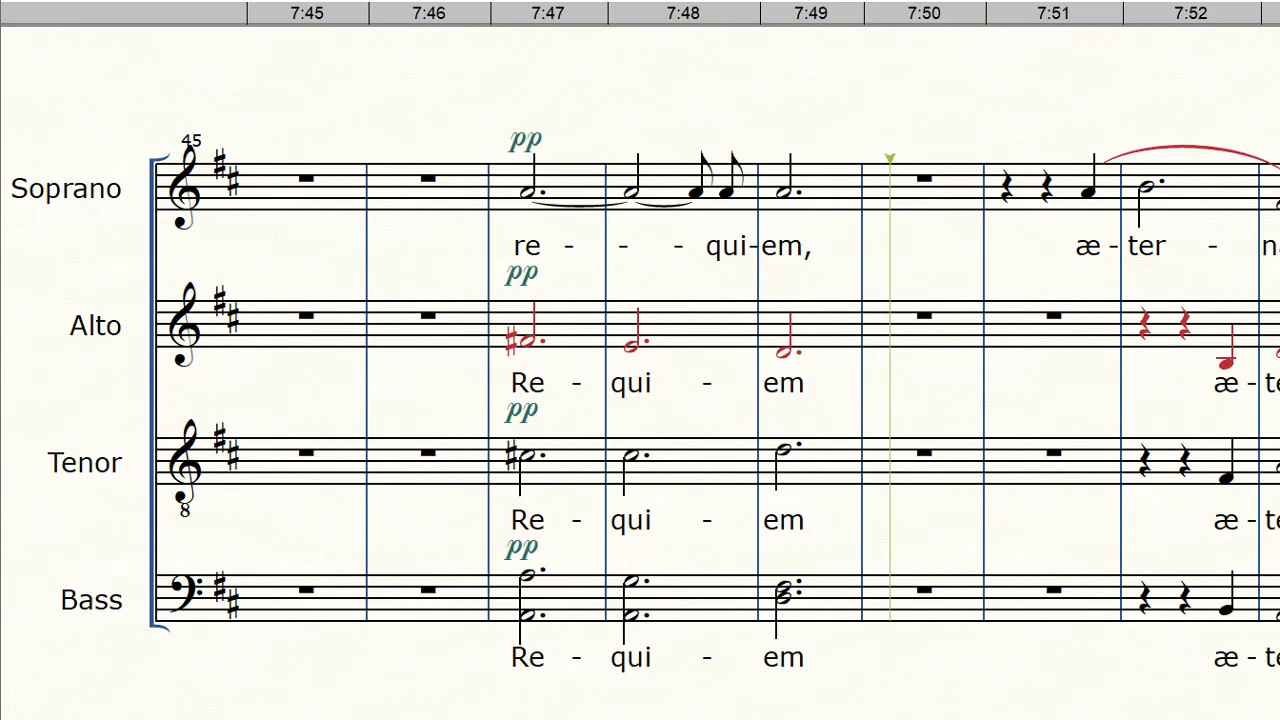 7:45 7:46 7:47 7:48 7:49 7:50 7:51 7:52
45
pp
Soprano
re - - - qui-em, æ - ter -
pp
Alto
Re - qui - em æ - te
pp
Tenor
8
Re - qui - em æ - te
pp
Bass
Re - qui - em æ - te